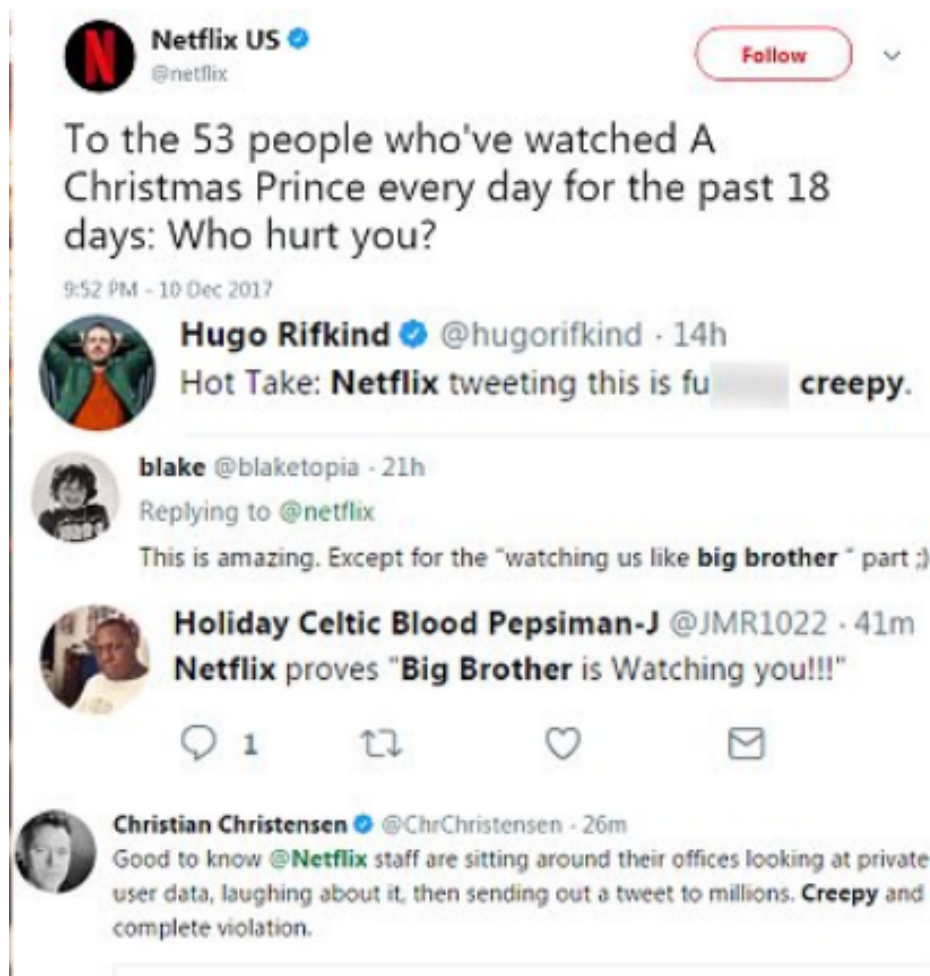 Netflix US
@netflix
Follow
To the 53 people who've watched A
Christmas Prince every day for the past 18
days: Who hurt you?
9:52 PM - 10 Dec 2017
Hugo Rifkind @hugorifkind · 14h
Hot Take: Netflix tweeting this is fu creepy.
blake @blaketopia · 21h
Replying to @netflix
This is amazing. Except for the "watching us like big brother " part ;)
Holiday Celtic Blood Pepsiman-J @JMR1022 · 41m
Netflix proves "Big Brother is Watching you!!!"
1
Christian Christensen @ChrChristensen · 26m
Good to know @Netflix staff are sitting around their offices looking at private
user data, laughing about it, then sending out a tweet to millions. Creepy and
complete violation.